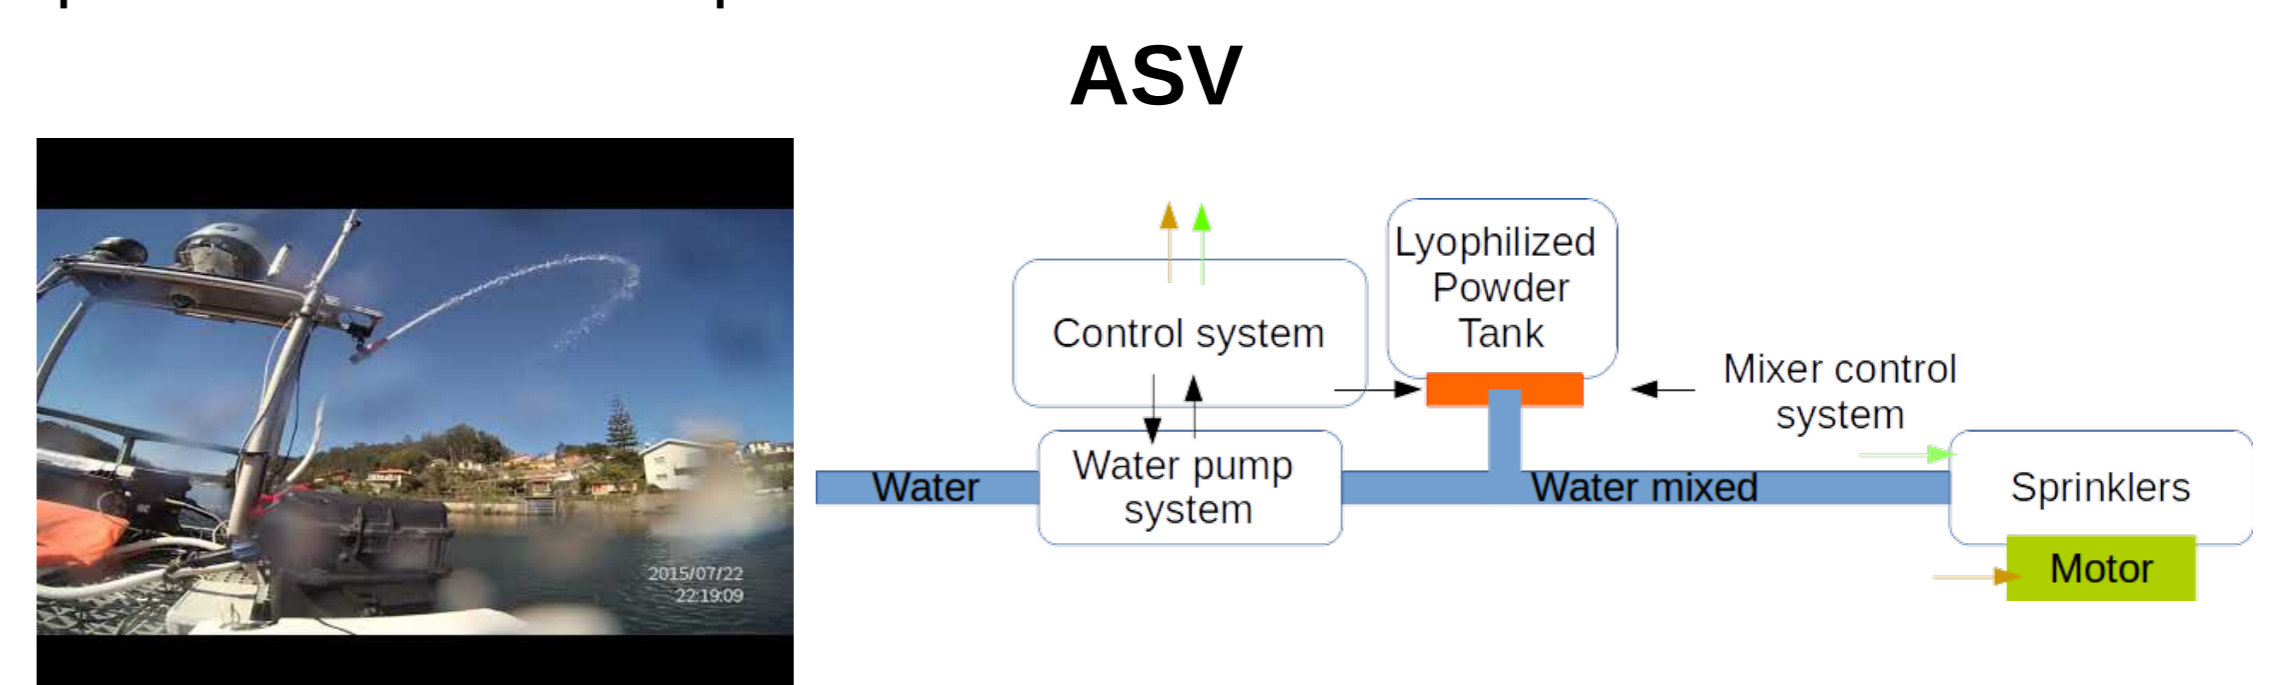 ASV
2015/07/22
22:19:09
Lyophilized
Powder
Tank
Control system
Mixer control
system
Water
Water pump
system
Water mixed
Sprinklers
Motor